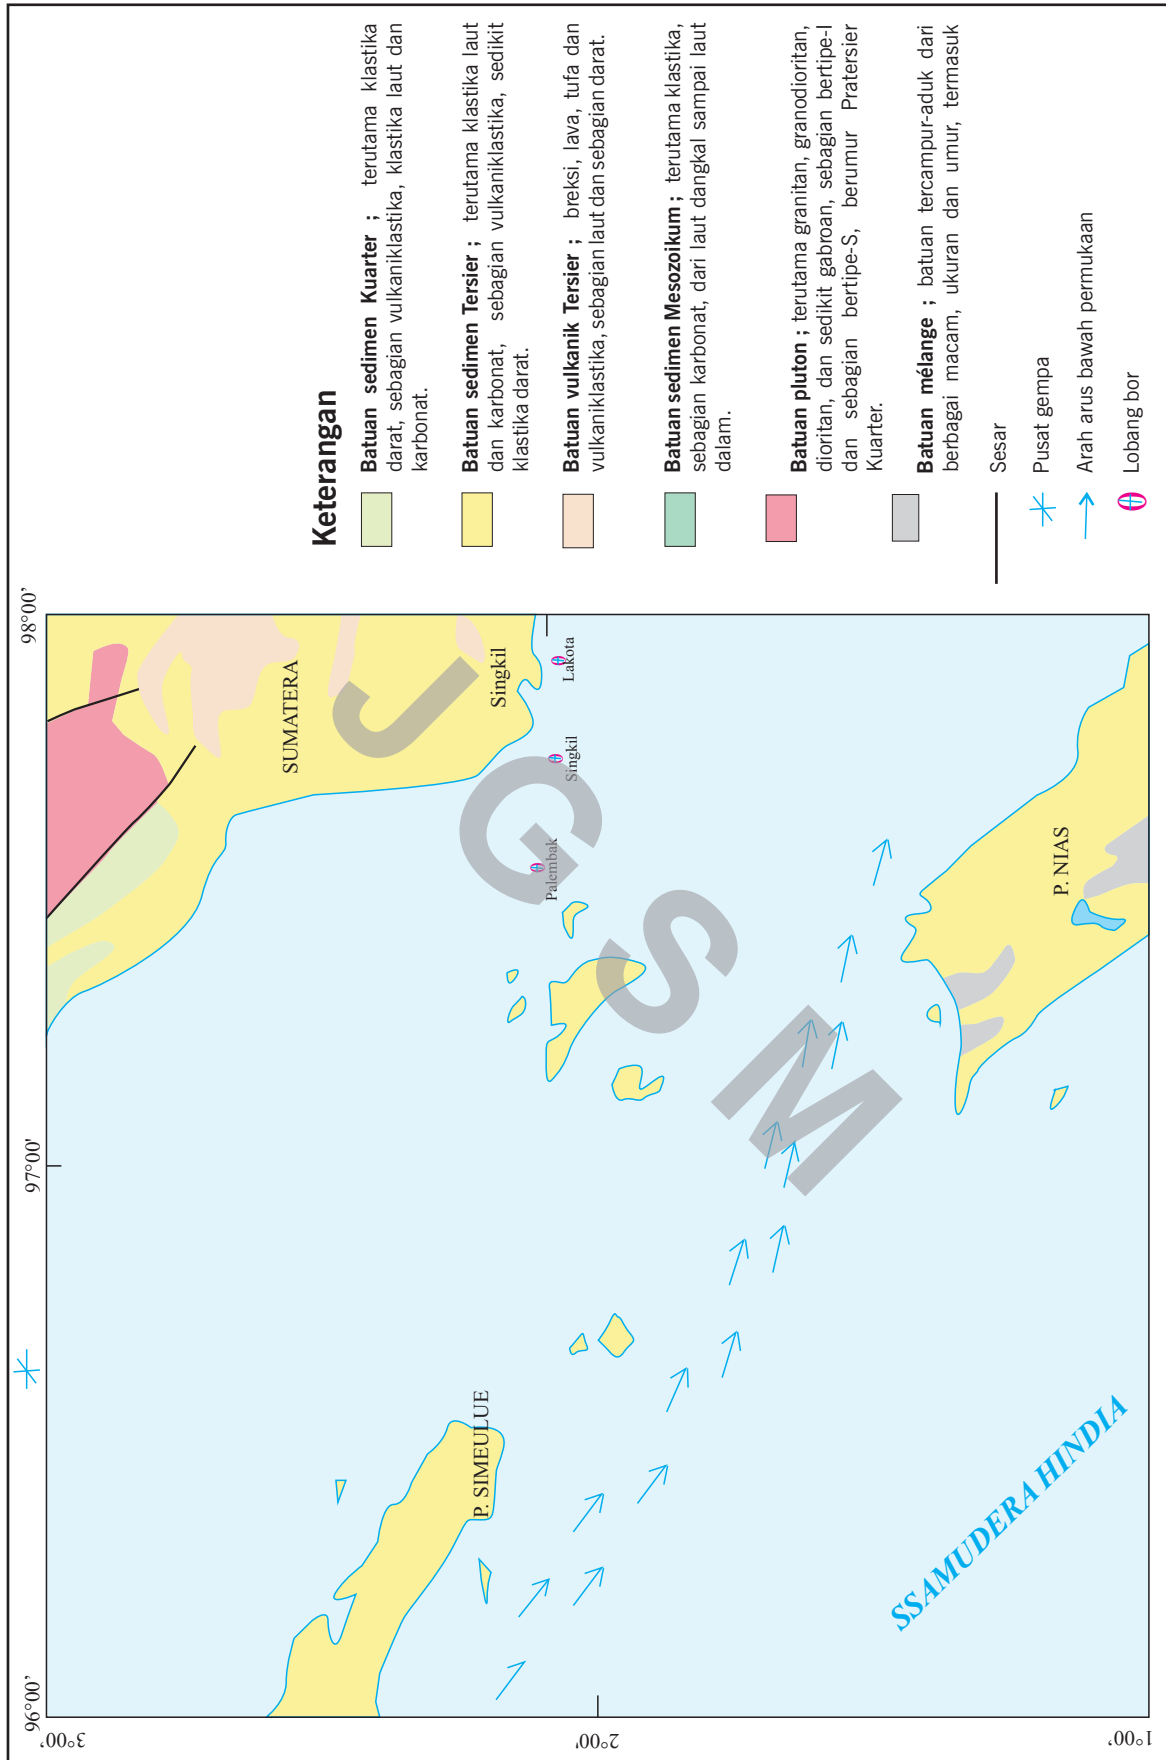 96°00'
97°00'
98°00'
3°00'
2°00'
1°00'
SUMATERA
Singkil
Lakota
Singkil
Palembak
P. SIMEULUE
P. NIAS
SSAMUDERA HINDIA
JGSM
Keterangan
Batuan sedimen Kuarter ; terutama klastika
darat, sebagian vulkaniklastika, klastika laut dan
karbonat.
Batuan sedimen Tersier ; terutama klastika laut
dan karbonat, sebagian vulkaniklastika, sedikit
klastika darat.
Batuan vulkanik Tersier ; breksi, lava, tufa dan
vulkaniklastika, sebagian laut dan sebagian darat.
Batuan sedimen Mesozoikum ; terutama klastika,
sebagian karbonat, dari laut dangkal sampai laut
dalam.
Batuan pluton ; terutama granitan, granodioritan,
dioritan, dan sedikit gabroan, sebagian bertipe-I
dan sebagian bertipe-S, berumur Pratersier
Kuarter.
Batuan mélange ; batuan tercampur-aduk dari
berbagai macam, ukuran dan umur, termasuk
Sesar
Pusat gempa
Arah arus bawah permukaan
Lobang bor